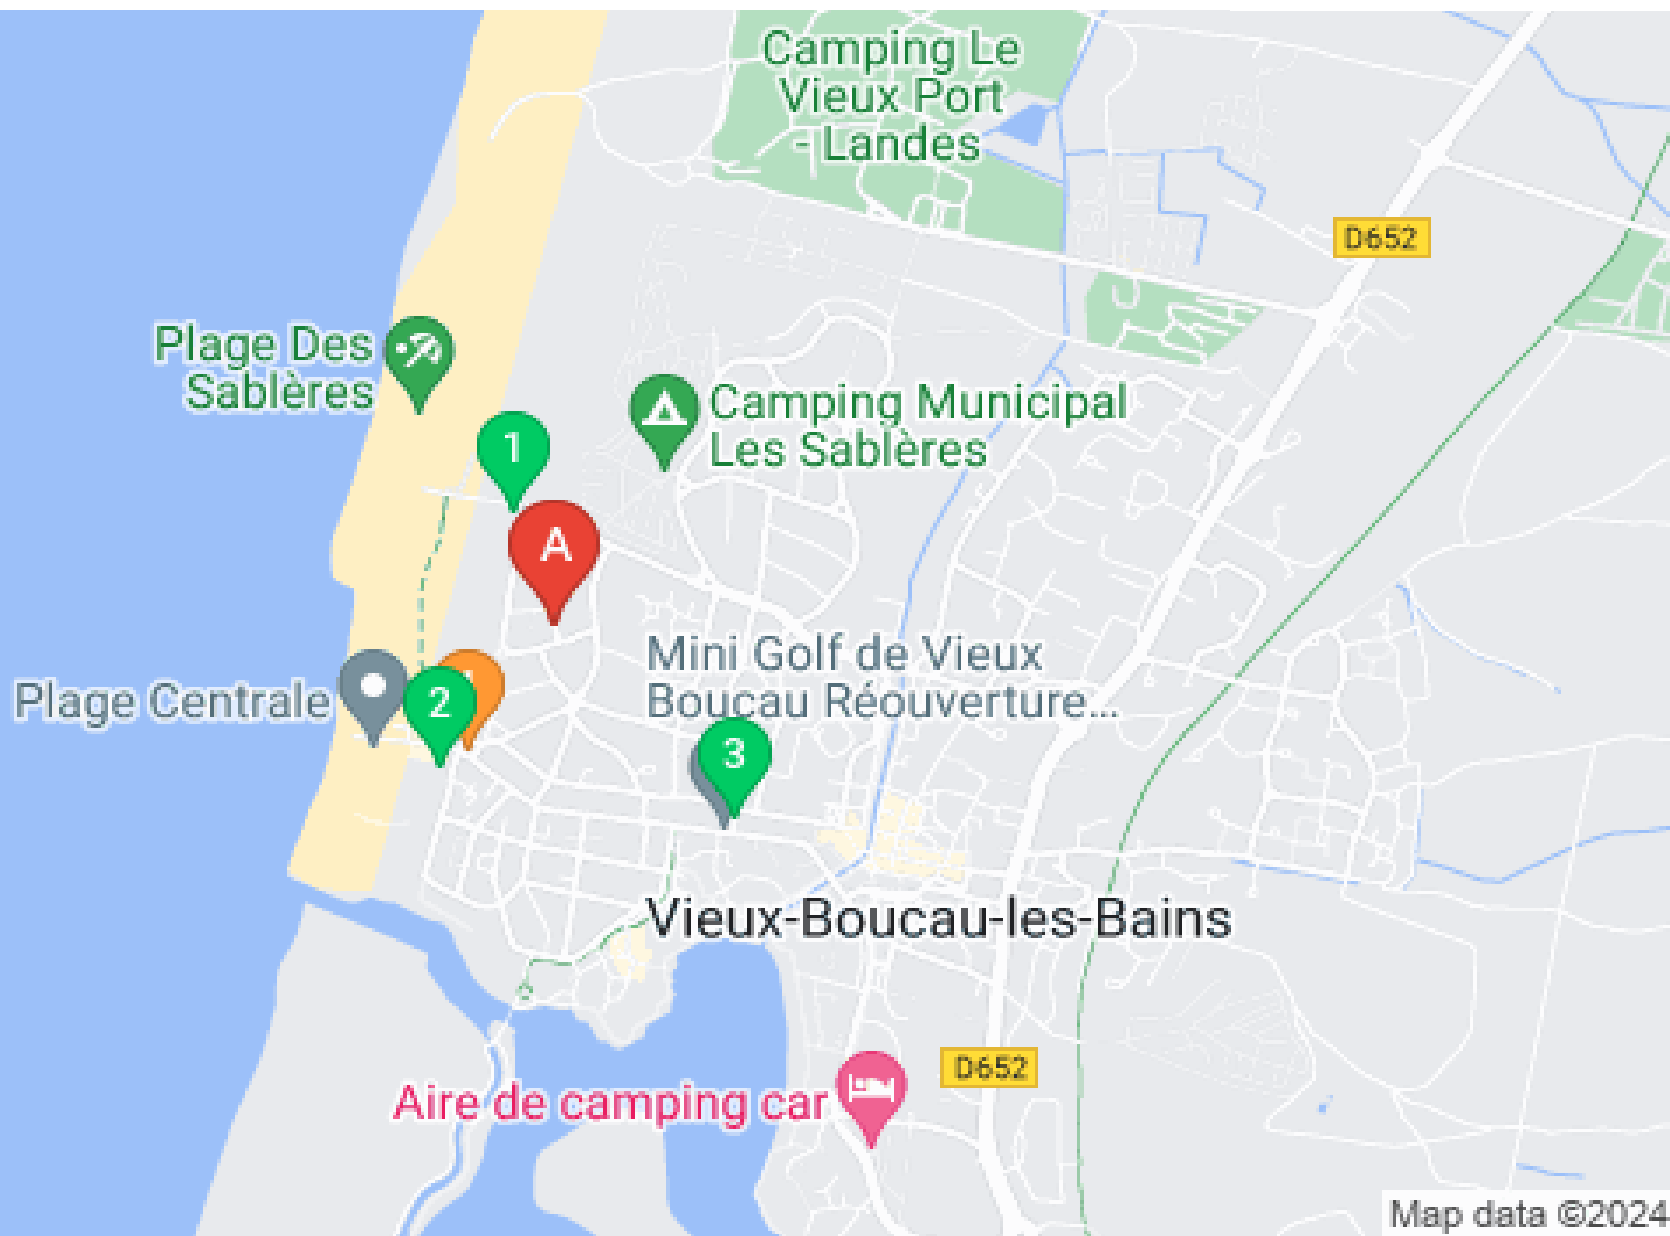 Camping Le
Vieux Port
- Landes
D652
Plage Des
Sablères
Camping Municipal
Les Sablères
1
A
Mini Golf de Vieux
Boucau Réouverture...
Plage Centrale
2
3
Vieux-Boucau-les-Bains
D652
Aire de camping car
Map data ©2024